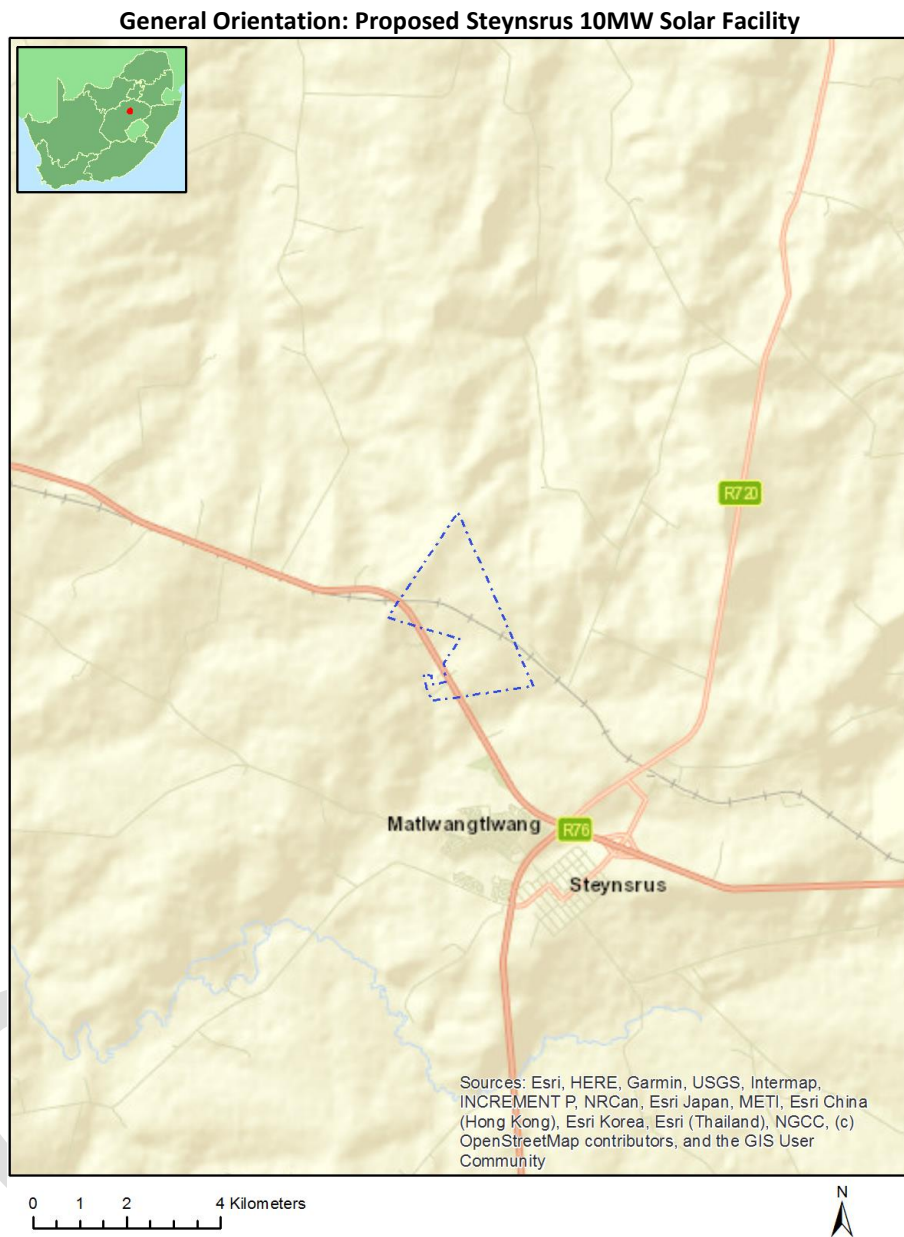 General Orientation: Proposed Steynsrus 10MW Solar Facility
R720
Matlwangtlwang
R76
Steynsrus
Sources: Esri, HERE, Garmin, USGS, Intermap,
INCREMENT P, NRCan, Esri Japan, METI, Esri China
(Hong Kong), Esri Korea, Esri (Thailand), NGCC, (c)
OpenStreetMap contributors, and the GIS User
Community
0 1 2 4 Kilometers
N